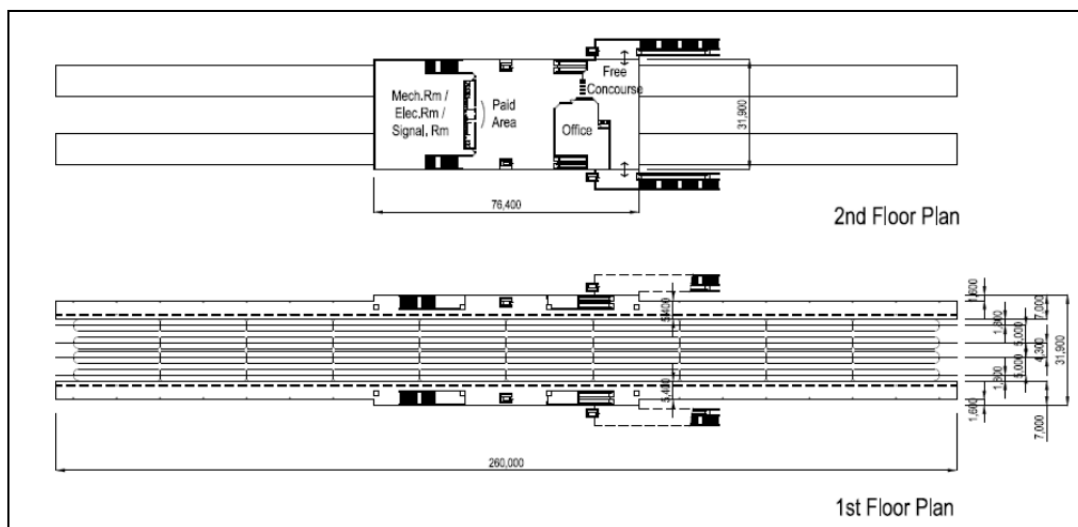 Mech.Rm /
Elec.Rm /
Signal, Rm
Paid
Area
Free
Concourse
Office
31,900
76,400
2nd Floor Plan
5,400
5,400
1,600
7,000
1,800
5,000
4,300
5,000
1,800
31,900
1,600
7,000
260,000
1st Floor Plan